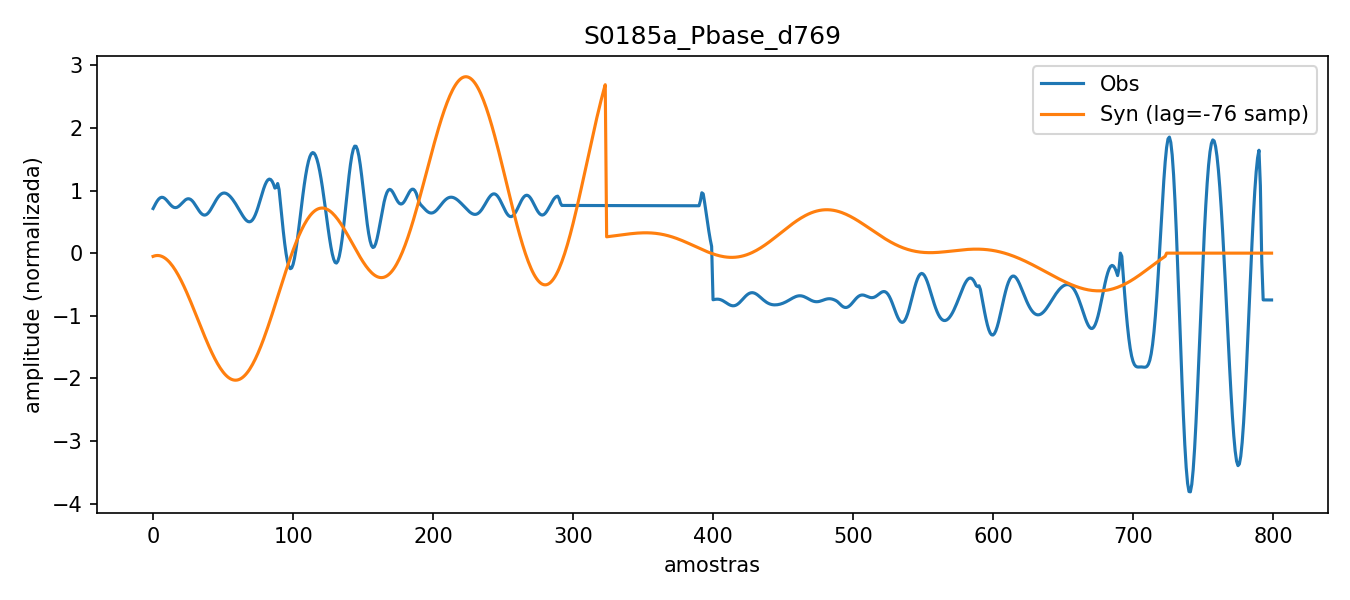 S0185a_Pbase_d769
Obs
Syn (lag=-76 samp)
amplitude (normalizada)
3
2
1
0
−1
−2
−3
−4
0 100 200 300 400 500 600 700 800
amostras